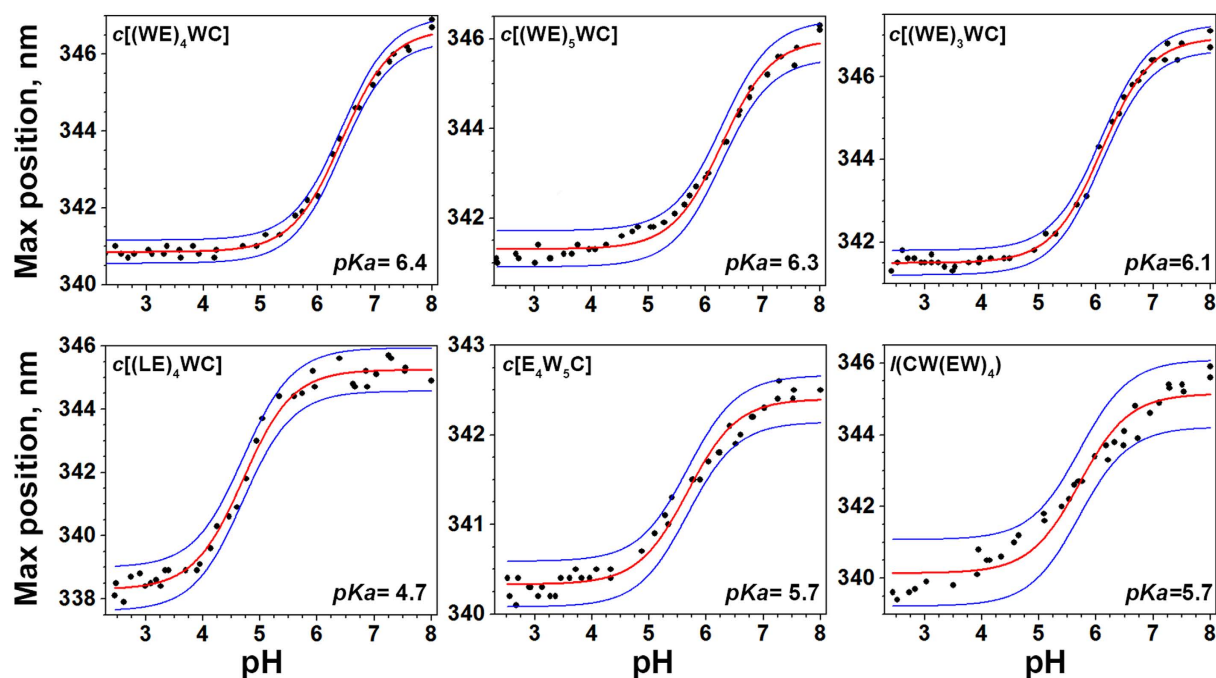 c[(WE)4WC]
346
344
342
340
Max position, nm
pKa= 6.4
3 4 5 6 7 8
c[(WE)5WC]
346
344
342
pKa= 6.3
3 4 5 6 7 8
c[(WE)3WC]
346
344
342
pKa= 6.1
3 4 5 6 7 8
c[(LE)4WC]
346
344
342
340
338
Max position, nm
pKa= 4.7
3 4 5 6 7 8
pH
c[E4W5C]
343
342
341
340
pKa= 5.7
3 4 5 6 7 8
pH
l(CW(EW)4)
346
344
342
340
pKa=5.7
3 4 5 6 7 8
pH